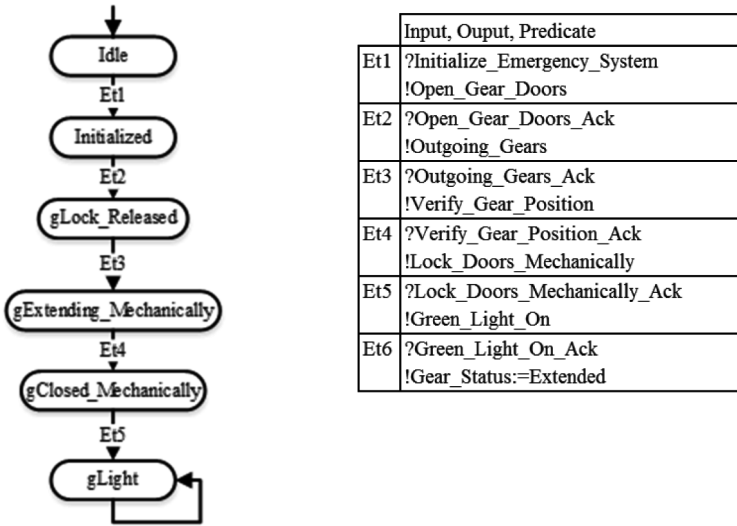 Idle
Et1
Initialized
Et2
gLock_Released
Et3
gExtending_Mechanically
Et4
gClosed_Mechanically
Et5
gLight
Input, Ouput, Predicate
Et1 ?Initialize_Emergency_System
!Open_Gear_Doors
Et2 ?Open_Gear_Doors_Ack
!Outgoing_Gears
Et3 ?Outgoing_Gears_Ack
!Verify_Gear_Position
Et4 ?Verify_Gear_Position_Ack
!Lock_Doors_Mechanically
Et5 ?Lock_Doors_Mechanically_Ack
!Green_Light_On
Et6 ?Green_Light_On_Ack
!Gear_Status:=Extended